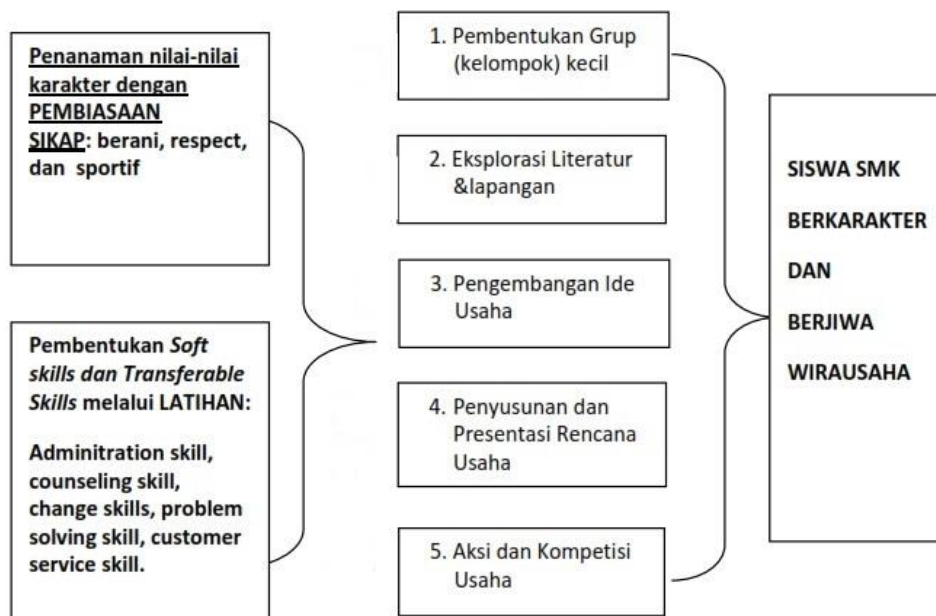 Penanaman nilai-nilai
karakter dengan
PEMBIASAAN
SIKAP: berani, respect,
dan sportif
Pembentukan Soft
skills dan Transferable
Skills melalui LATIHAN:
Adminitration skill,
counseling skill,
change skills, problem
solving skill, customer
service skill.
1. Pembentukan Grup
(kelompok) kecil
2. Eksplorasi Literatur
&lapangan
3. Pengembangan Ide
Usaha
4. Penyusunan dan
Presentasi Rencana
Usaha
5. Aksi dan Kompetisi
Usaha
SISWA SMK
BERKARAKTER
DAN
BERJIWA
WIRAUSAHA